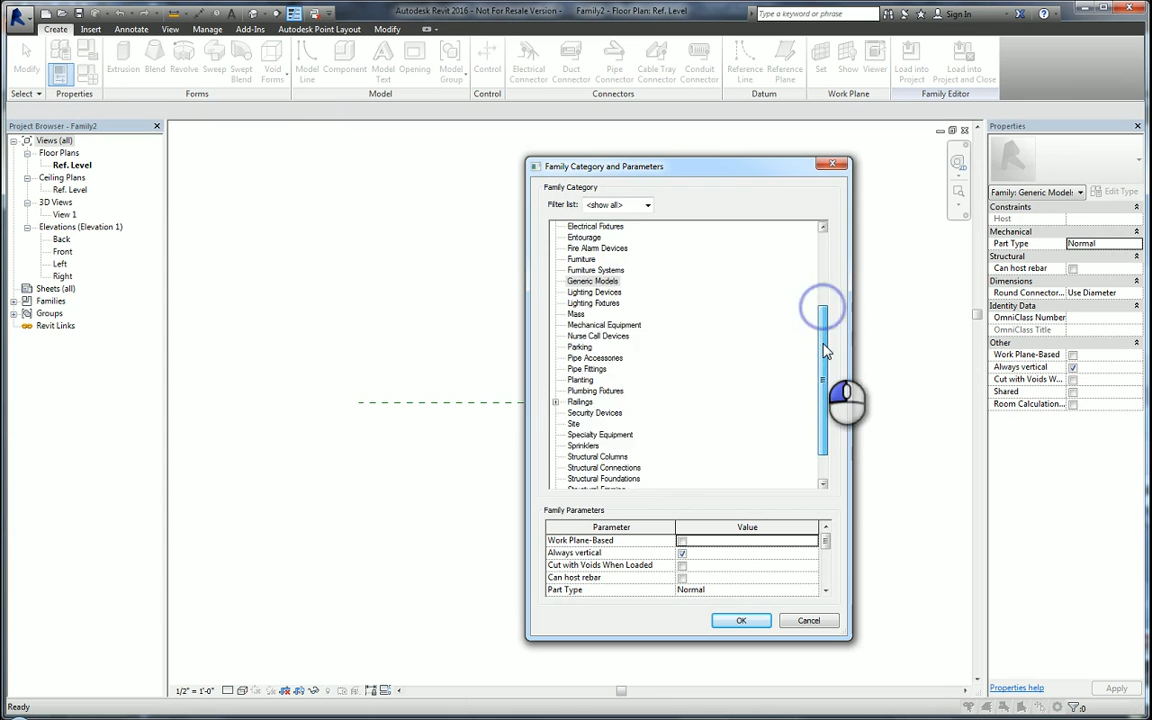 Autodesk Revit 2016 - Not For Resale Version -    Family2 - Floor Plan: Ref. Level
Type a keyword or phrase
Sign In
Create
Insert
Annotate
View
Manage
Add-Ins
Autodesk Point Layout
Modify
Modify
Extrusion
Blend
Revolve
Sweep
Swept Blend
Void Forms
Model Line
Component
Model Text
Opening
Model Group
Control
Electrical Connector
Duct Connector
Pipe Connector
Cable Tray Connector
Conduit Connector
Reference Line
Reference Plane
Set
Show
Viewer
Load into Project
Load into Project and Close
Select
Properties
Forms
Model
Control
Connectors
Datum
Work Plane
Family Editor
Project Browser - Family2
Views (all)
Floor Plans
Ref. Level
Ceiling Plans
Ref. Level
3D Views
View 1
Elevations (Elevation 1)
Back
Front
Left
Right
Sheets (all)
Families
Groups
Revit Links
Family Category and Parameters
Family Category
Filter list:
<show all>
Electrical Fixtures
Entourage
Fire Alarm Devices
Furniture
Furniture Systems
Generic Models
Lighting Devices
Lighting Fixtures
Mass
Mechanical Equipment
Nurse Call Devices
Parking
Pipe Accessories
Pipe Fittings
Planting
Plumbing Fixtures
Railings
Security Devices
Site
Specialty Equipment
Sprinklers
Structural Columns
Structural Connections
Structural Foundations
Family Parameters
Parameter Value
Work Plane-Based
Always vertical
Cut with Voids When Loaded
Can host rebar
Part Type Normal
OK
Cancel
Properties
Family: Generic Models
Edit Type
Constraints
Host
Mechanical
Part Type Normal
Structural
Can host rebar
Dimensions
Round Connector... Use Diameter
Identity Data
OmniClass Number
OmniClass Title
Other
Work Plane-Based
Always vertical
Cut with Voids W...
Shared
Room Calculation...
Properties help
Apply
1/2" = 1'-0"
Ready
:0